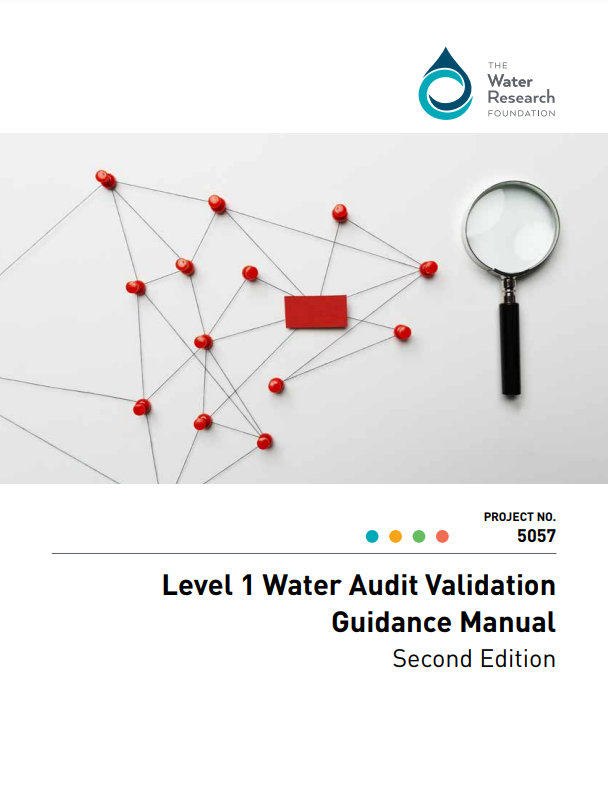 THE
Water
Research
FOUNDATION
PROJECT NO.
5057
Level 1 Water Audit Validation
Guidance Manual
Second Edition